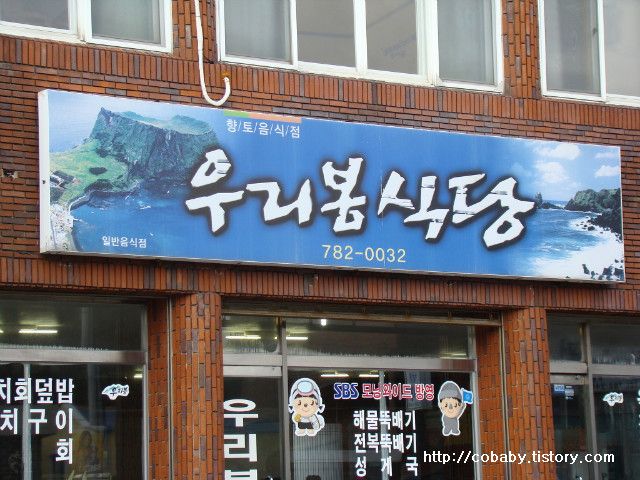 향/토/음/식/점
우리봄식당
일반음식점
782-0032
SBS 모닝와이드 방영
해물뚝배기
전복뚝배기
성게국
우리봄
치회덮밥
치구이
회
http://cobaby.tistory.com